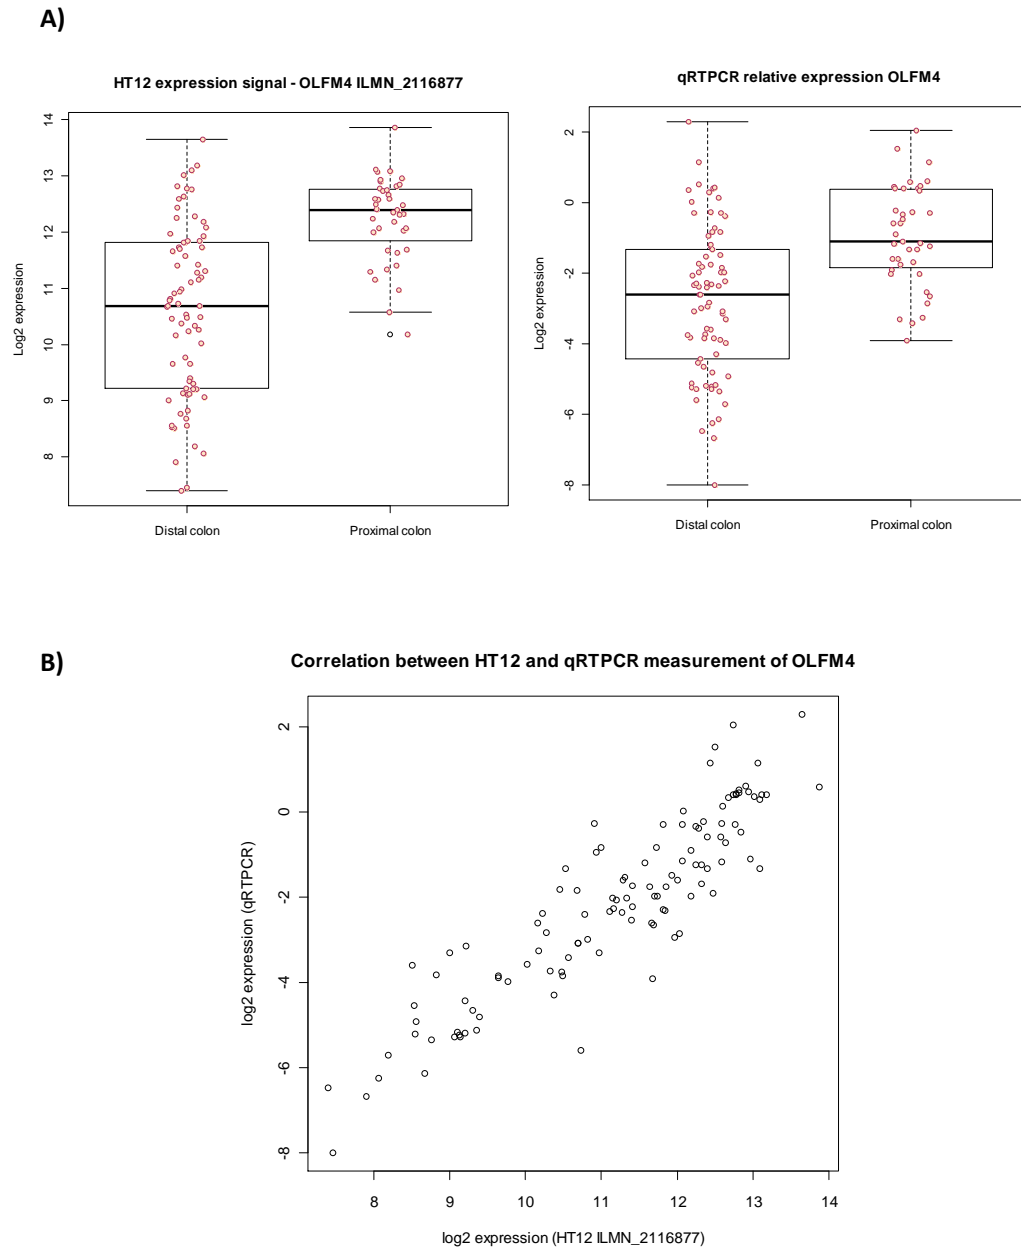 A)
HT12 expression signal - OLFM4 ILMN_2116877
14
13
12
11
10
9
8
Log2 expression
Distal colon
Proximal colon
qRTPCR relative expression OLFM4
2
0
-2
-4
-6
-8
Log2 expression
Distal colon
Proximal colon
B)
Correlation between HT12 and qRTPCR measurement of OLFM4
2
0
-2
-4
-6
-8
log2 expression (qRTPCR)
8 9 10 11 12 13 14
log2 expression (HT12 ILMN_2116877)